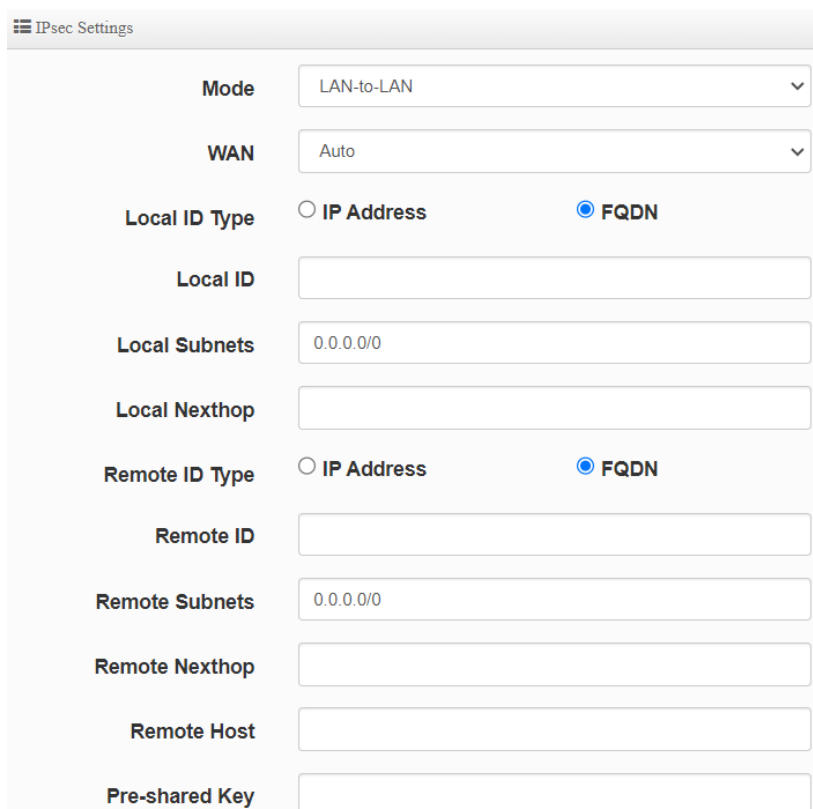 IPsec Settings
Mode LAN-to-LAN
WAN Auto
Local ID Type IP Address FQDN
Local ID
Local Subnets 0.0.0.0/0
Local Nexthop
Remote ID Type IP Address FQDN
Remote ID
Remote Subnets 0.0.0.0/0
Remote Nexthop
Remote Host
Pre-shared Key